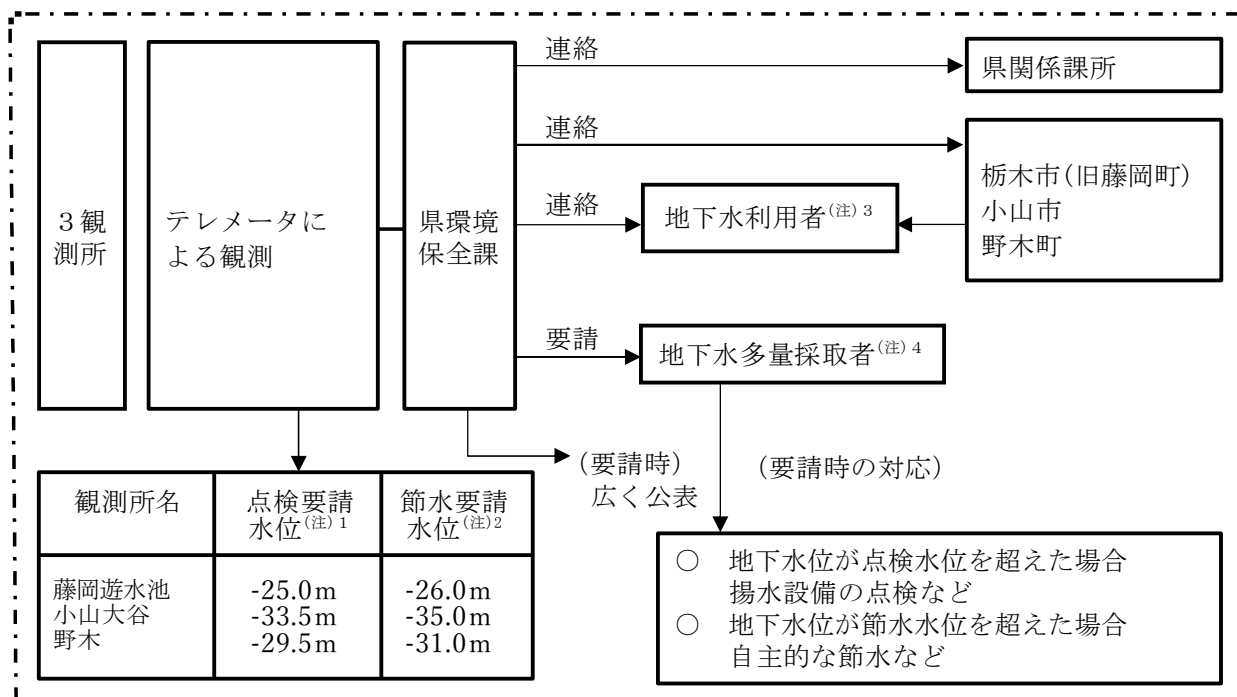 ３観
測所
テレメータに
よる観測
県環境
保全課
連絡
県関係課所
連絡
栃木市(旧藤岡町)
小山市
野木町
連絡
地下水利用者(注)3
要請
地下水多量採取者(注)4
(要請時)
広く公表
(要請時の対応)
観測所名
点検要請
水位(注)1
節水要請
水位(注)2
藤岡遊水池 -25.0m -26.0m
小山大谷 -33.5m -35.0m
野木 -29.5m -31.0m
○ 地下水位が点検水位を超えた場合
揚水設備の点検など
○ 地下水位が節水水位を超えた場合
自主的な節水など